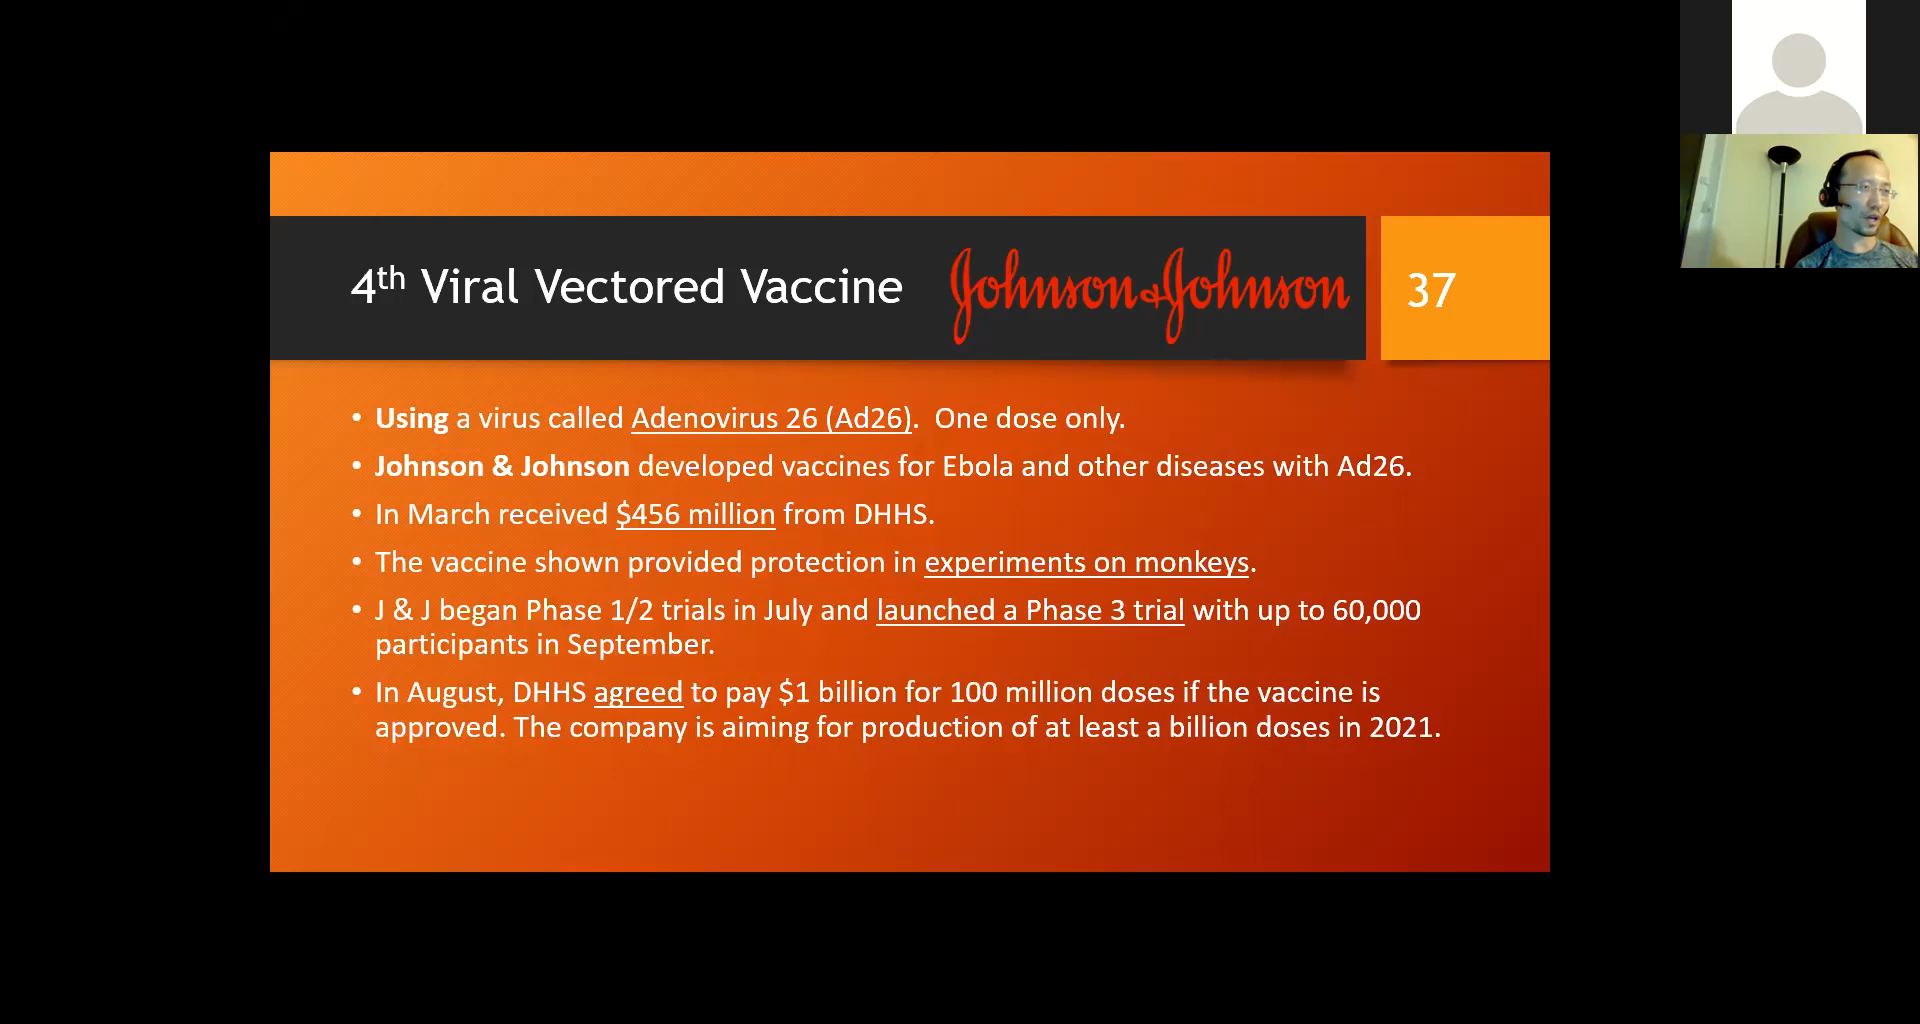 4th Viral Vectored Vaccine
Johnson & Johnson
37
• Using a virus called Adenovirus 26 (Ad26).  One dose only.
• Johnson & Johnson developed vaccines for Ebola and other diseases with Ad26.
• In March received $456 million from DHHS.
• The vaccine shown provided protection in experiments on monkeys.
• J & J began Phase 1/2 trials in July and launched a Phase 3 trial with up to 60,000
participants in September.
• In August, DHHS agreed to pay $1 billion for 100 million doses if the vaccine is
approved. The company is aiming for production of at least a billion doses in 2021.